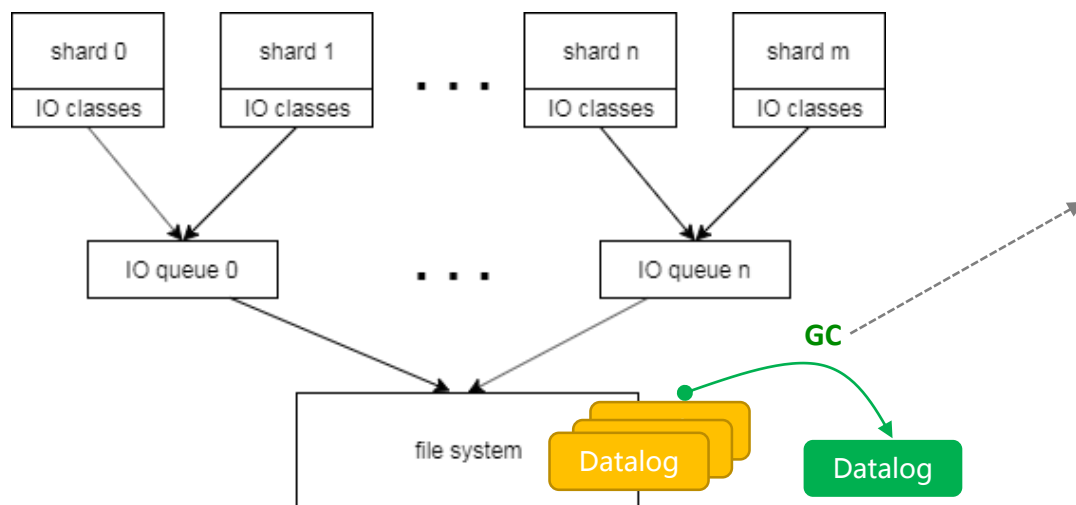 shard 0
shard 1
. . .
shard n
shard m
IO classes
IO classes
IO classes
IO classes
IO queue 0
. . .
IO queue n
GC
file system
Datalog
Datalog